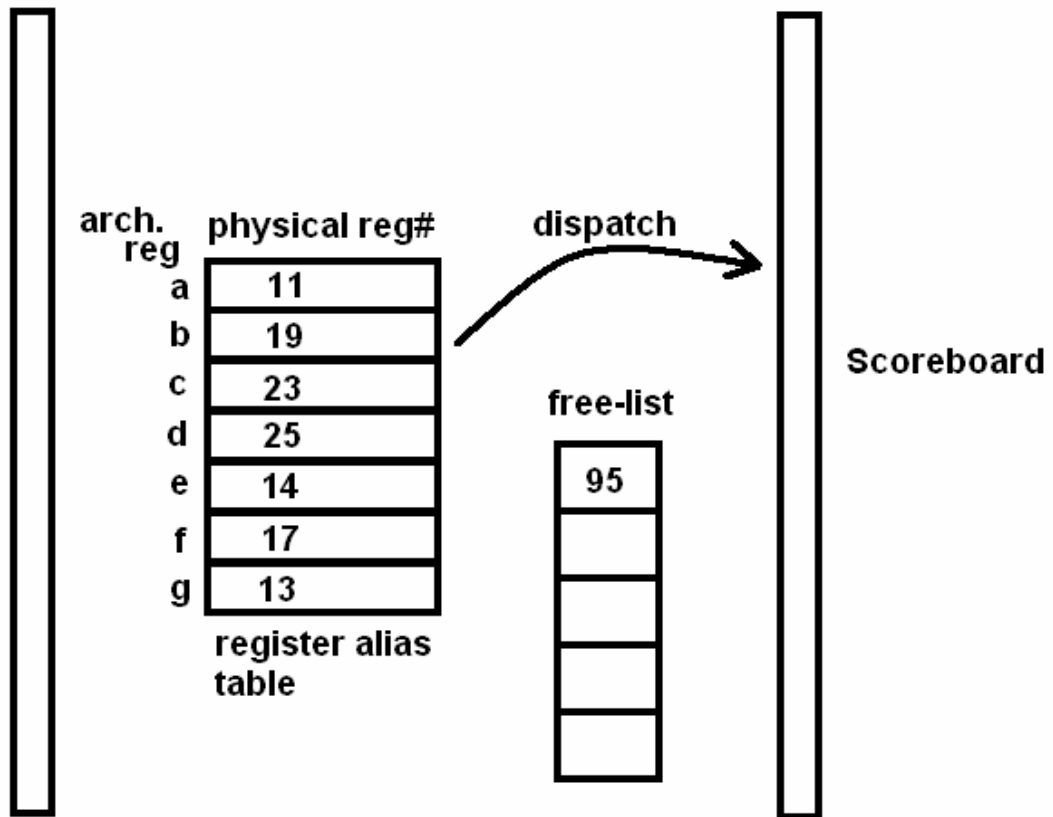 arch.
reg
physical reg#
a 11
b 19
c 23
d 25
e 14
f 17
g 13
register alias
table
dispatch
free-list
95
Scoreboard